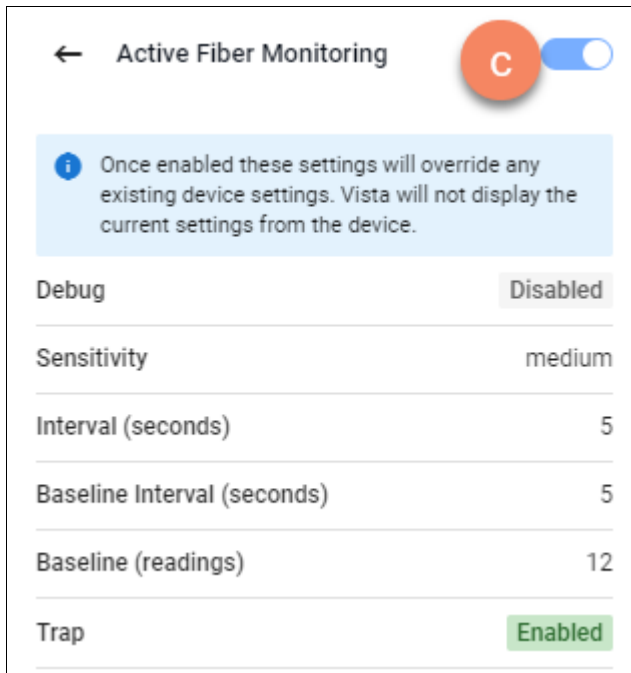 ← Active Fiber Monitoring C
Once enabled these settings will override any
existing device settings. Vista will not display the
current settings from the device.
Debug Disabled
Sensitivity medium
Interval (seconds) 5
Baseline Interval (seconds) 5
Baseline (readings) 12
Trap Enabled